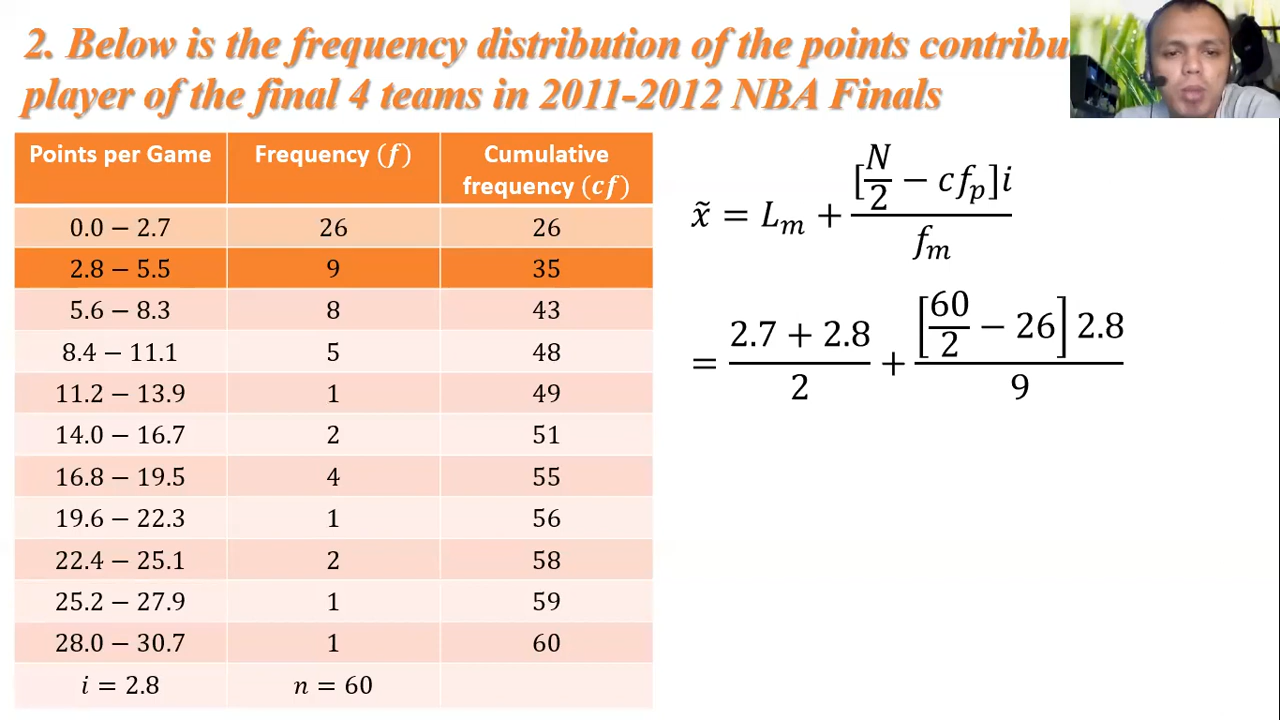 2. Below is the frequency distribution of the points contribu
player of the final 4 teams in 2011-2012 NBA Finals
Points per Game Frequency (f) Cumulative frequency (cf)
0.0 − 2.7 26 26
2.8 − 5.5 9 35
5.6 − 8.3 8 43
8.4 − 11.1 5 48
11.2 − 13.9 1 49
14.0 − 16.7 2 51
16.8 − 19.5 4 55
19.6 − 22.3 1 56
22.4 − 25.1 2 58
25.2 − 27.9 1 59
28.0 − 30.7 1 60
i = 2.8 n = 60
x̃ = Lₘ + [N/2 − cfₚ]i / fₘ
= (2.7 + 2.8)/2 + [60/2 − 26] 2.8 / 9